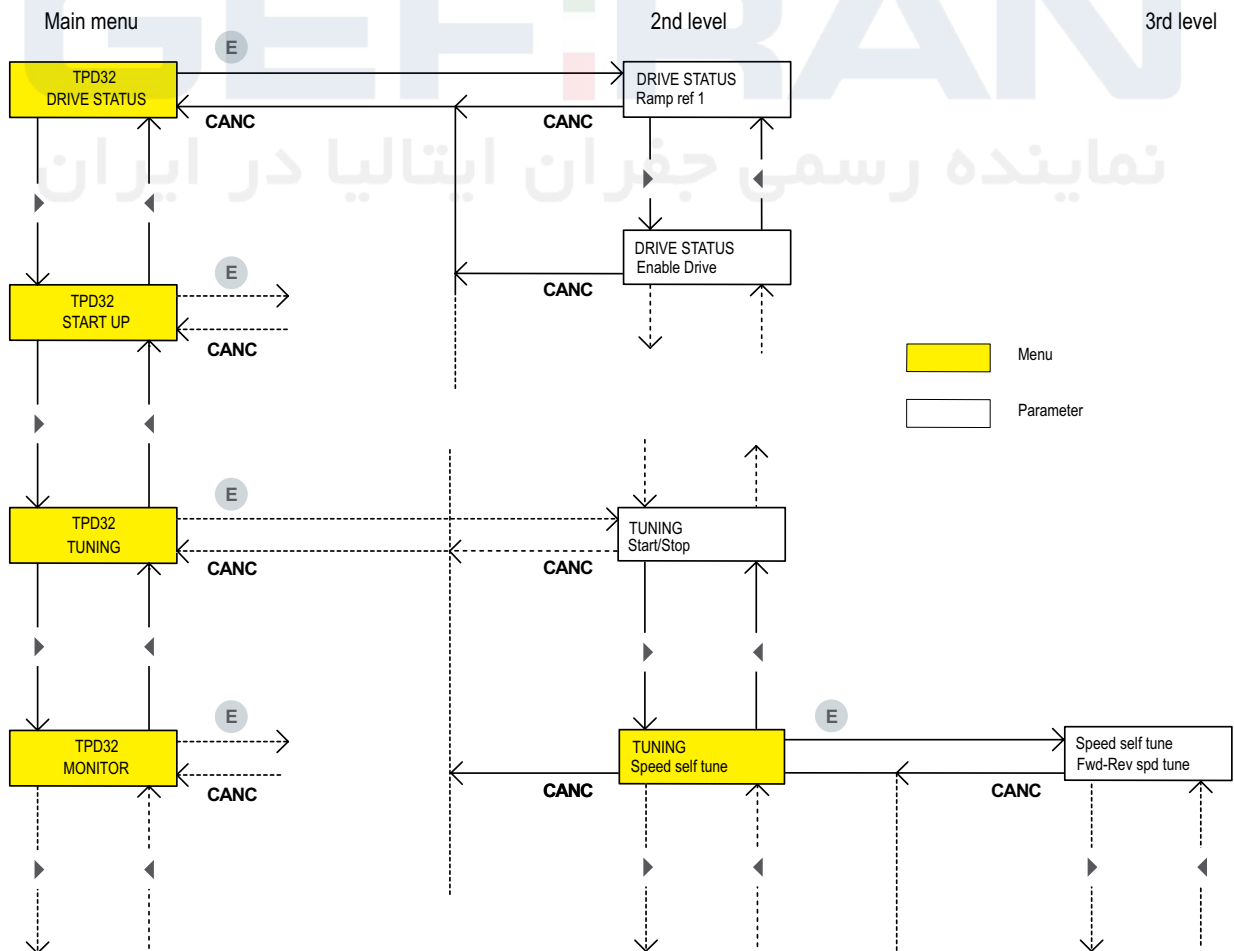 GEFRAN
نماینده رسمی جفران ایتالیا در ایران
Main menu
2nd level
3rd level
E
TPD32
DRIVE STATUS
CANC
CANC
DRIVE STATUS
Ramp ref 1
DRIVE STATUS
Enable Drive
CANC
E
TPD32
START UP
CANC
Menu
Parameter
E
TPD32
TUNING
CANC
CANC
TUNING
Start/Stop
E
TPD32
MONITOR
CANC
TUNING
Speed self tune
CANC
E
CANC
Speed self tune
Fwd-Rev spd tune